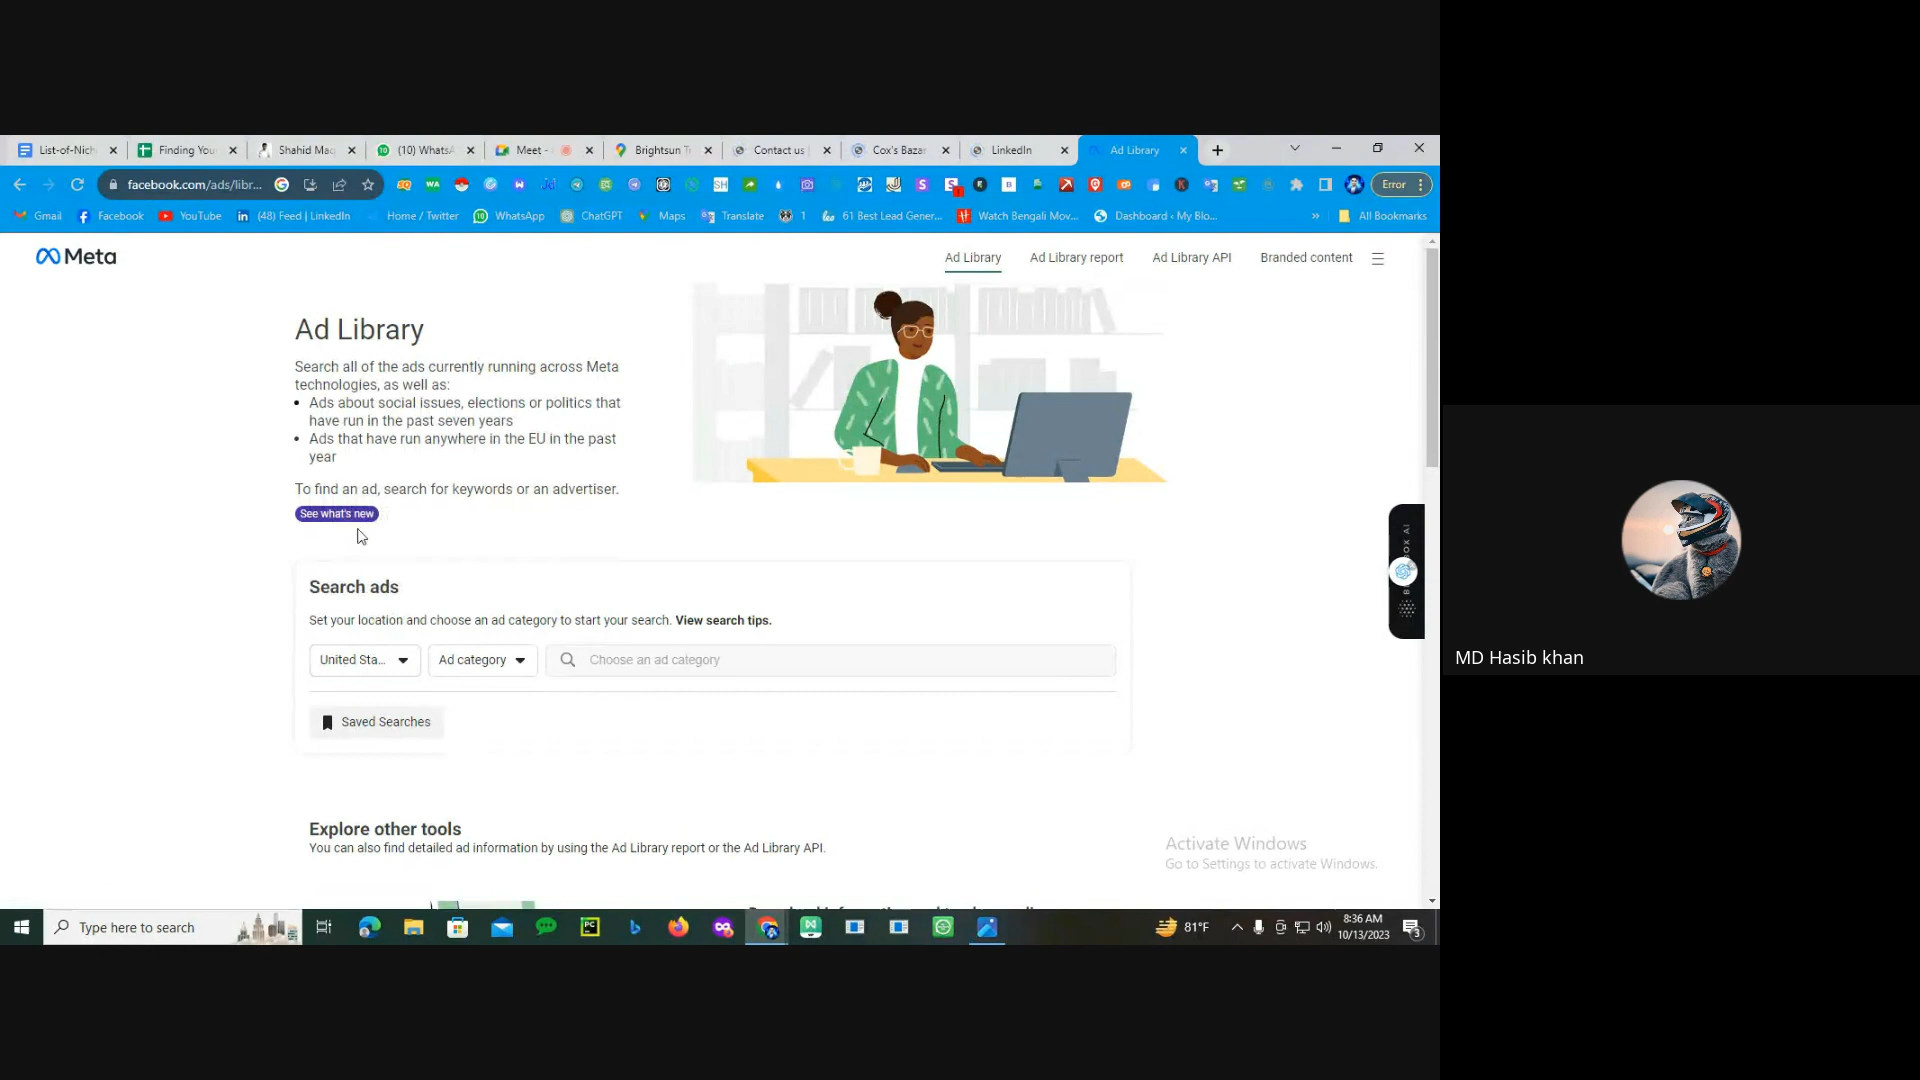 List-of-Nich
Finding You
Shahid Maq
(10) WhatsA
Meet -
Brightsun Tr
Contact us
Cox's Bazar
LinkedIn
Ad Library
facebook.com/ads/libr...
Error
Gmail
Facebook
YouTube
(48) Feed | LinkedIn
Home / Twitter
WhatsApp
ChatGPT
Maps
Translate
1
61 Best Lead Gener...
Watch Bengali Mov...
Dashboard ‹ My Blo...
»
All Bookmarks
Meta
Ad Library
Ad Library report
Ad Library API
Branded content
Ad Library
Search all of the ads currently running across Meta
technologies, as well as:
Ads about social issues, elections or politics that
have run in the past seven years
Ads that have run anywhere in the EU in the past
year
To find an ad, search for keywords or an advertiser.
See what's new
Search ads
Set your location and choose an ad category to start your search. View search tips.
United Sta...
Ad category
Choose an ad category
Saved Searches
Explore other tools
You can also find detailed ad information by using the Ad Library report or the Ad Library API.
Activate Windows
Go to Settings to activate Windows.
MD Hasib khan
Type here to search
81°F
8:36 AM
10/13/2023
3